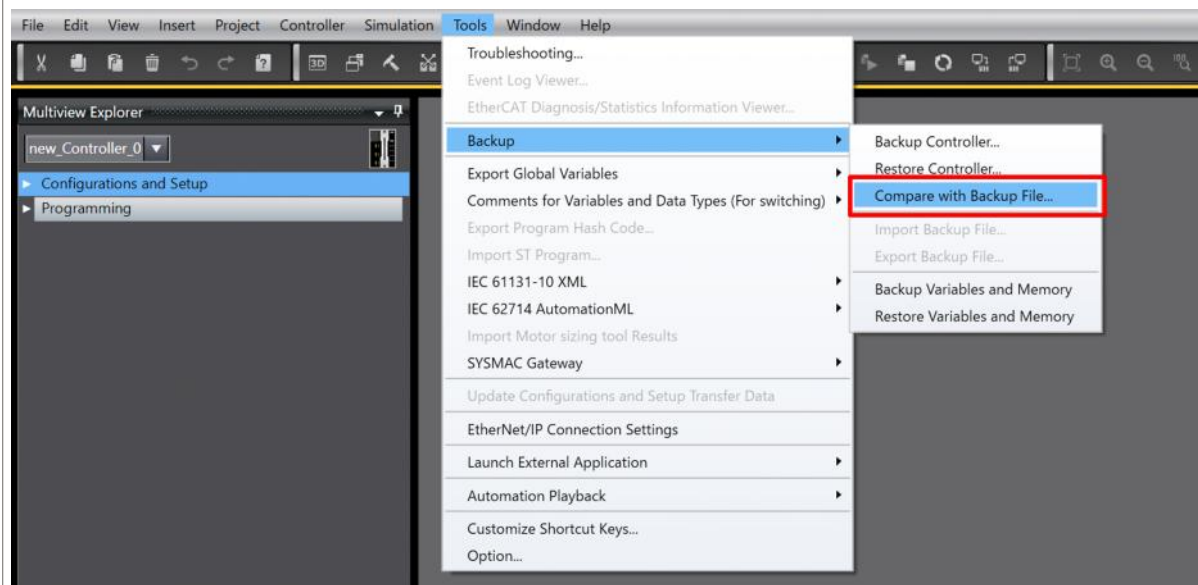 File Edit View Insert Project Controller Simulation Tools Window Help
3D
Multiview Explorer
new_Controller_0
Configurations and Setup
Programming
Troubleshooting...
Event Log Viewer...
EtherCAT Diagnosis/Statistics Information Viewer...
Backup
Export Global Variables
Comments for Variables and Data Types (For switching)
Export Program Hash Code...
Import ST Program...
IEC 61131-10 XML
IEC 62714 AutomationML
Import Motor sizing tool Results
SYSMAC Gateway
Update Configurations and Setup Transfer Data
EtherNet/IP Connection Settings
Launch External Application
Automation Playback
Customize Shortcut Keys...
Option...
Backup Controller...
Restore Controller...
Compare with Backup File...
Import Backup File...
Export Backup File...
Backup Variables and Memory
Restore Variables and Memory